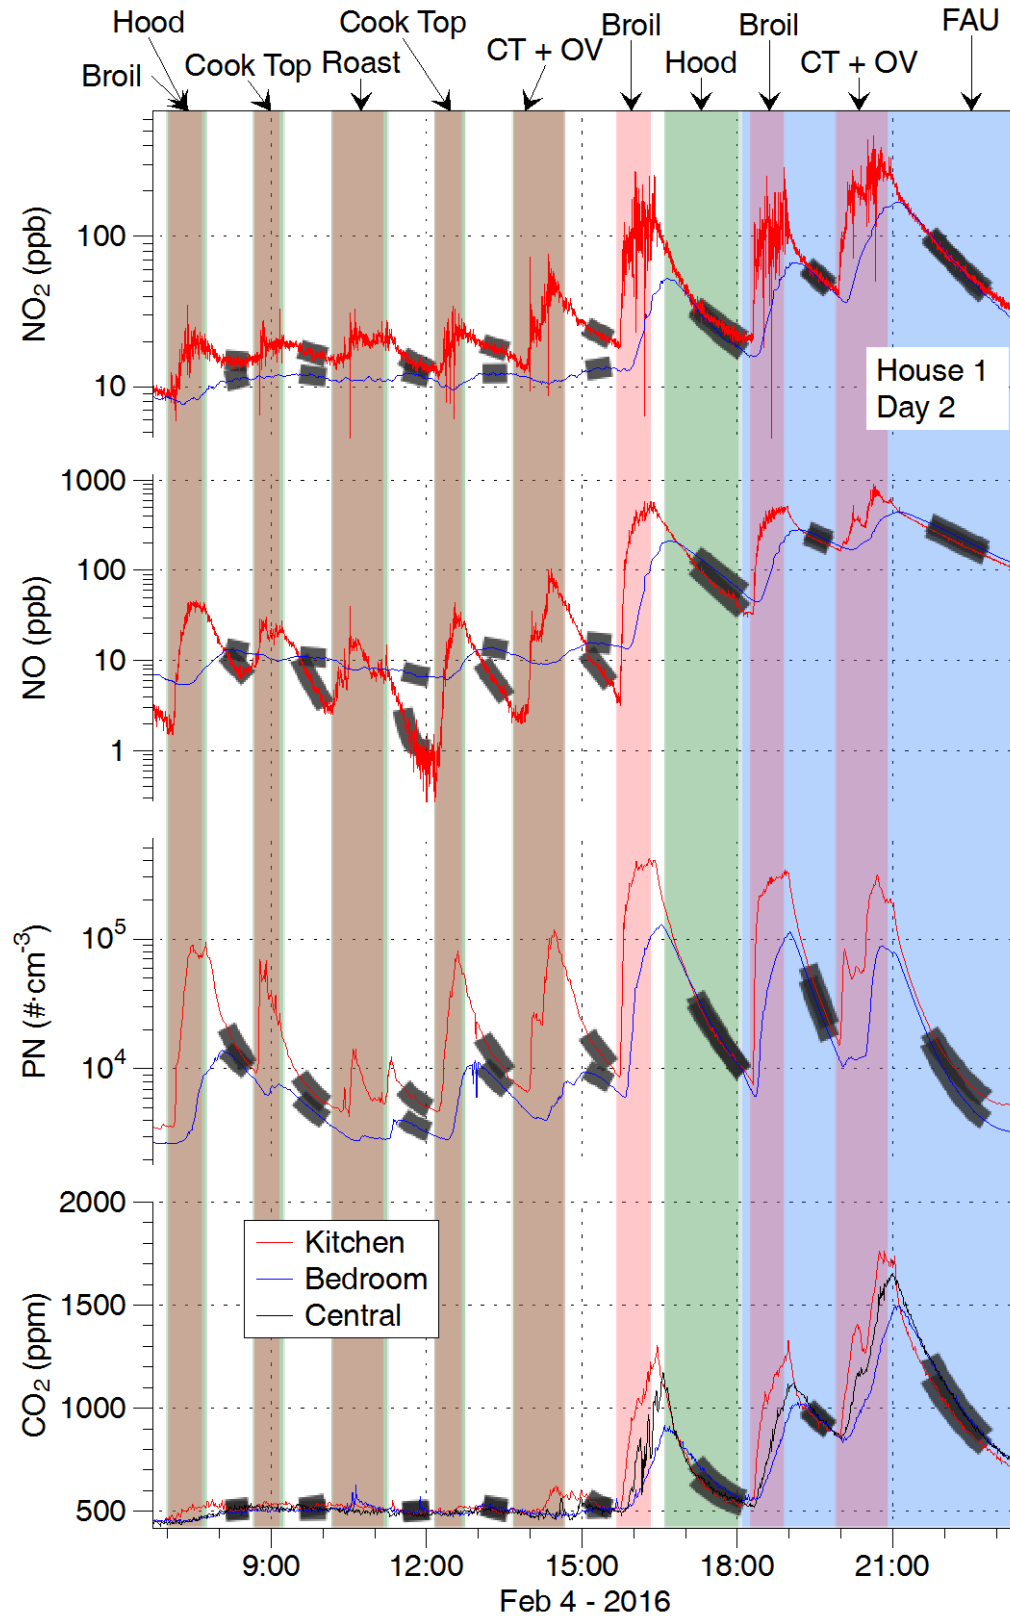 Hood
Broil
Cook Top
Roast
Cook Top
CT + OV
Broil
Hood
Broil
CT + OV
FAU
NO2 (ppb)
100
10
House 1
Day 2
NO (ppb)
1000
100
10
1
PN (#·cm-3)
10^5
10^4
CO2 (ppm)
2000
1500
1000
500
Kitchen
Bedroom
Central
9:00
12:00
15:00
18:00
21:00
Feb 4 - 2016